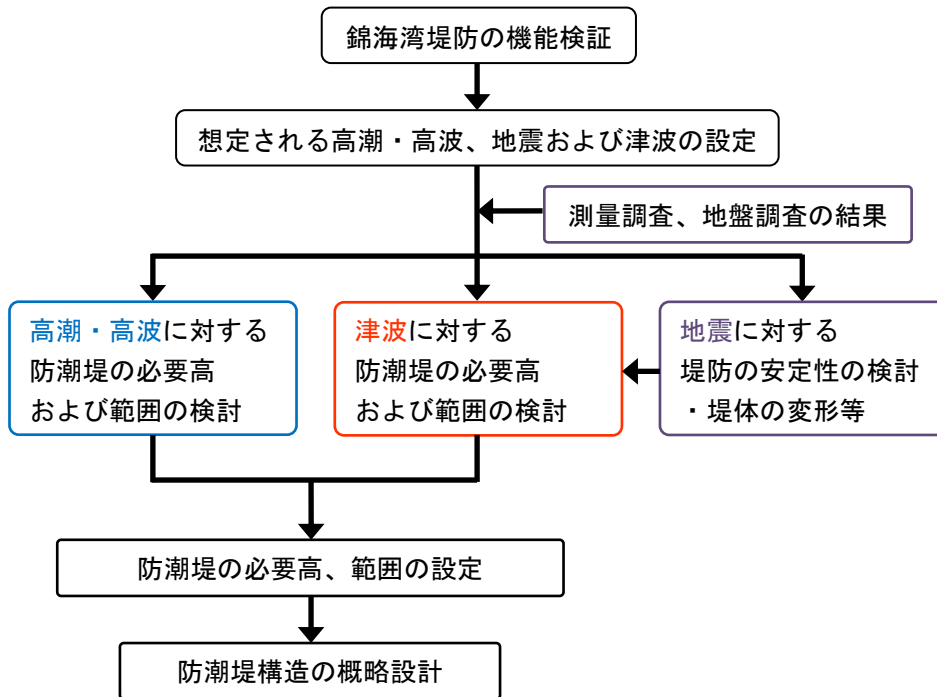 錦海湾堤防の機能検証
想定される高潮・高波、地震および津波の設定
測量調査、地盤調査の結果
高潮・高波に対する
防潮堤の必要高
および範囲の検討
津波に対する
防潮堤の必要高
および範囲の検討
地震に対する
堤防の安定性の検討
・堤体の変形等
防潮堤の必要高、範囲の設定
防潮堤構造の概略設計